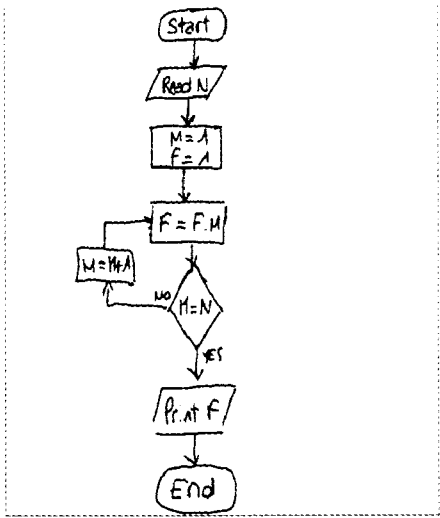 Start
Read N
M = 1
F = 1
F = F.M
M = M+1
NO
M = N
YES
Print F
End